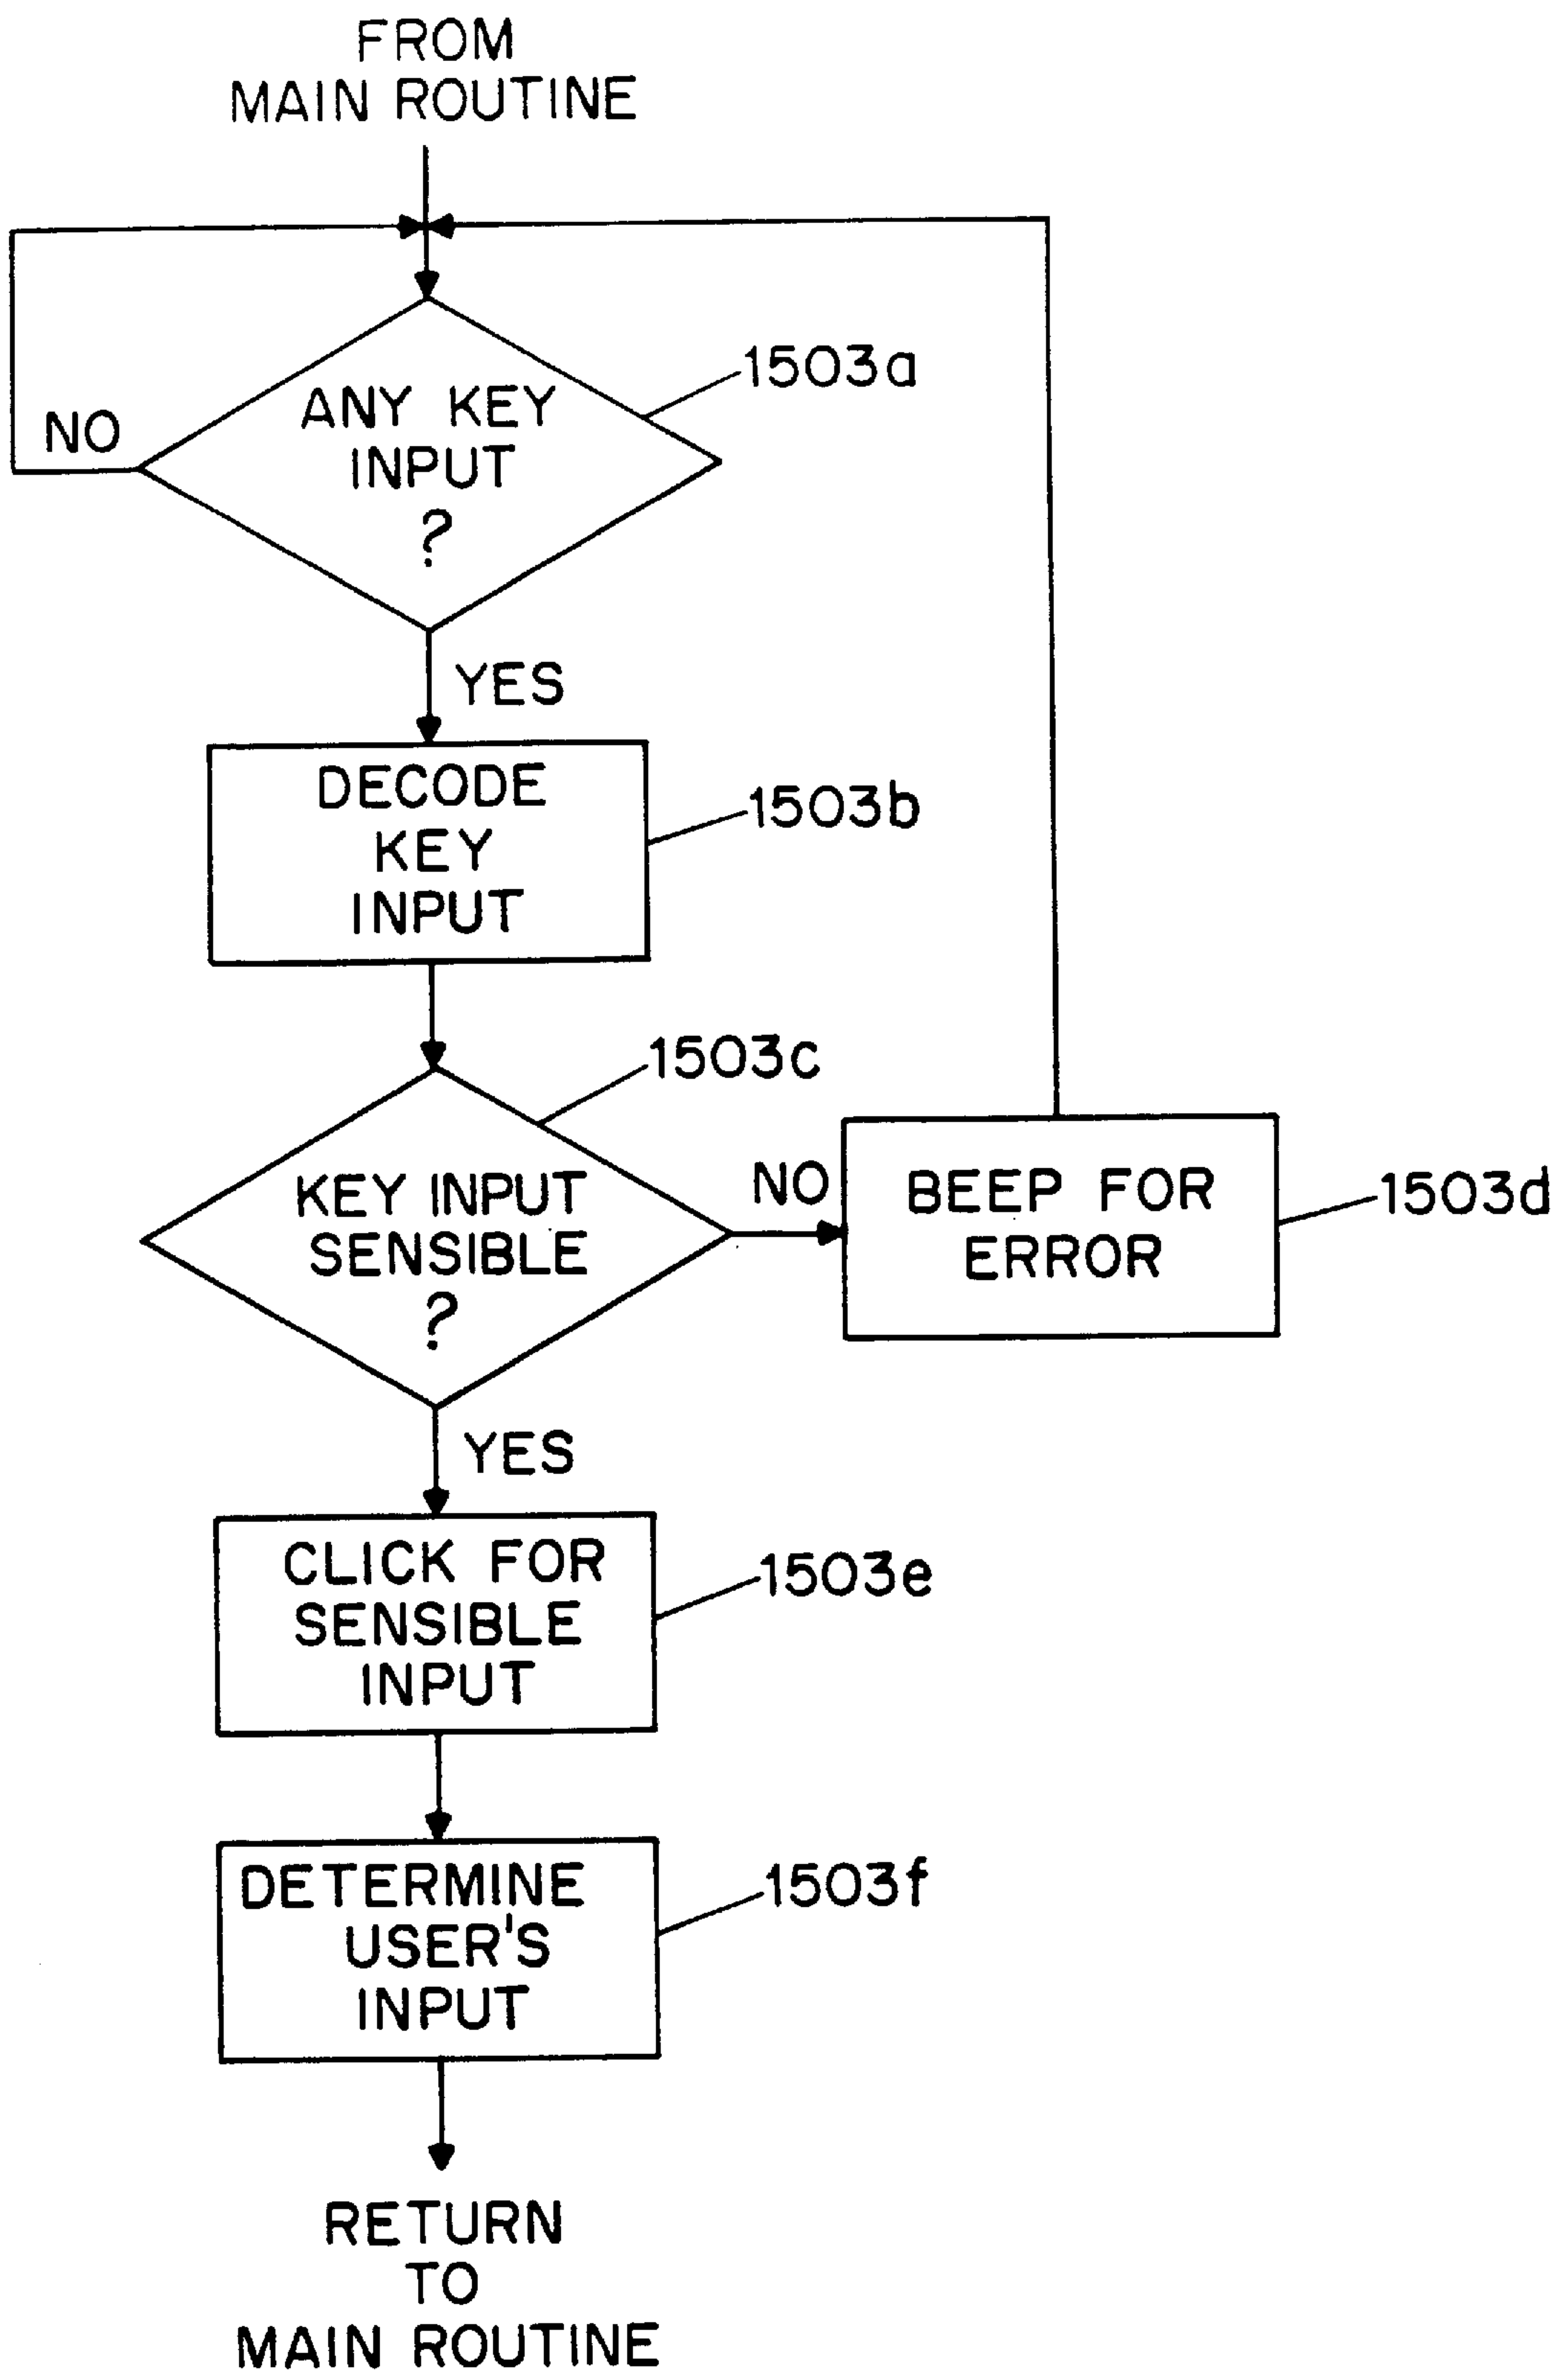 FROM
MAIN ROUTINE
1503a
ANY KEY
INPUT
?
NO
YES
DECODE
KEY
INPUT
1503b
1503c
KEY INPUT
SENSIBLE
?
NO
BEEP FOR
ERROR
1503d
YES
CLICK FOR
SENSIBLE
INPUT
1503e
DETERMINE
USER'S
INPUT
1503f
RETURN
TO
MAIN ROUTINE